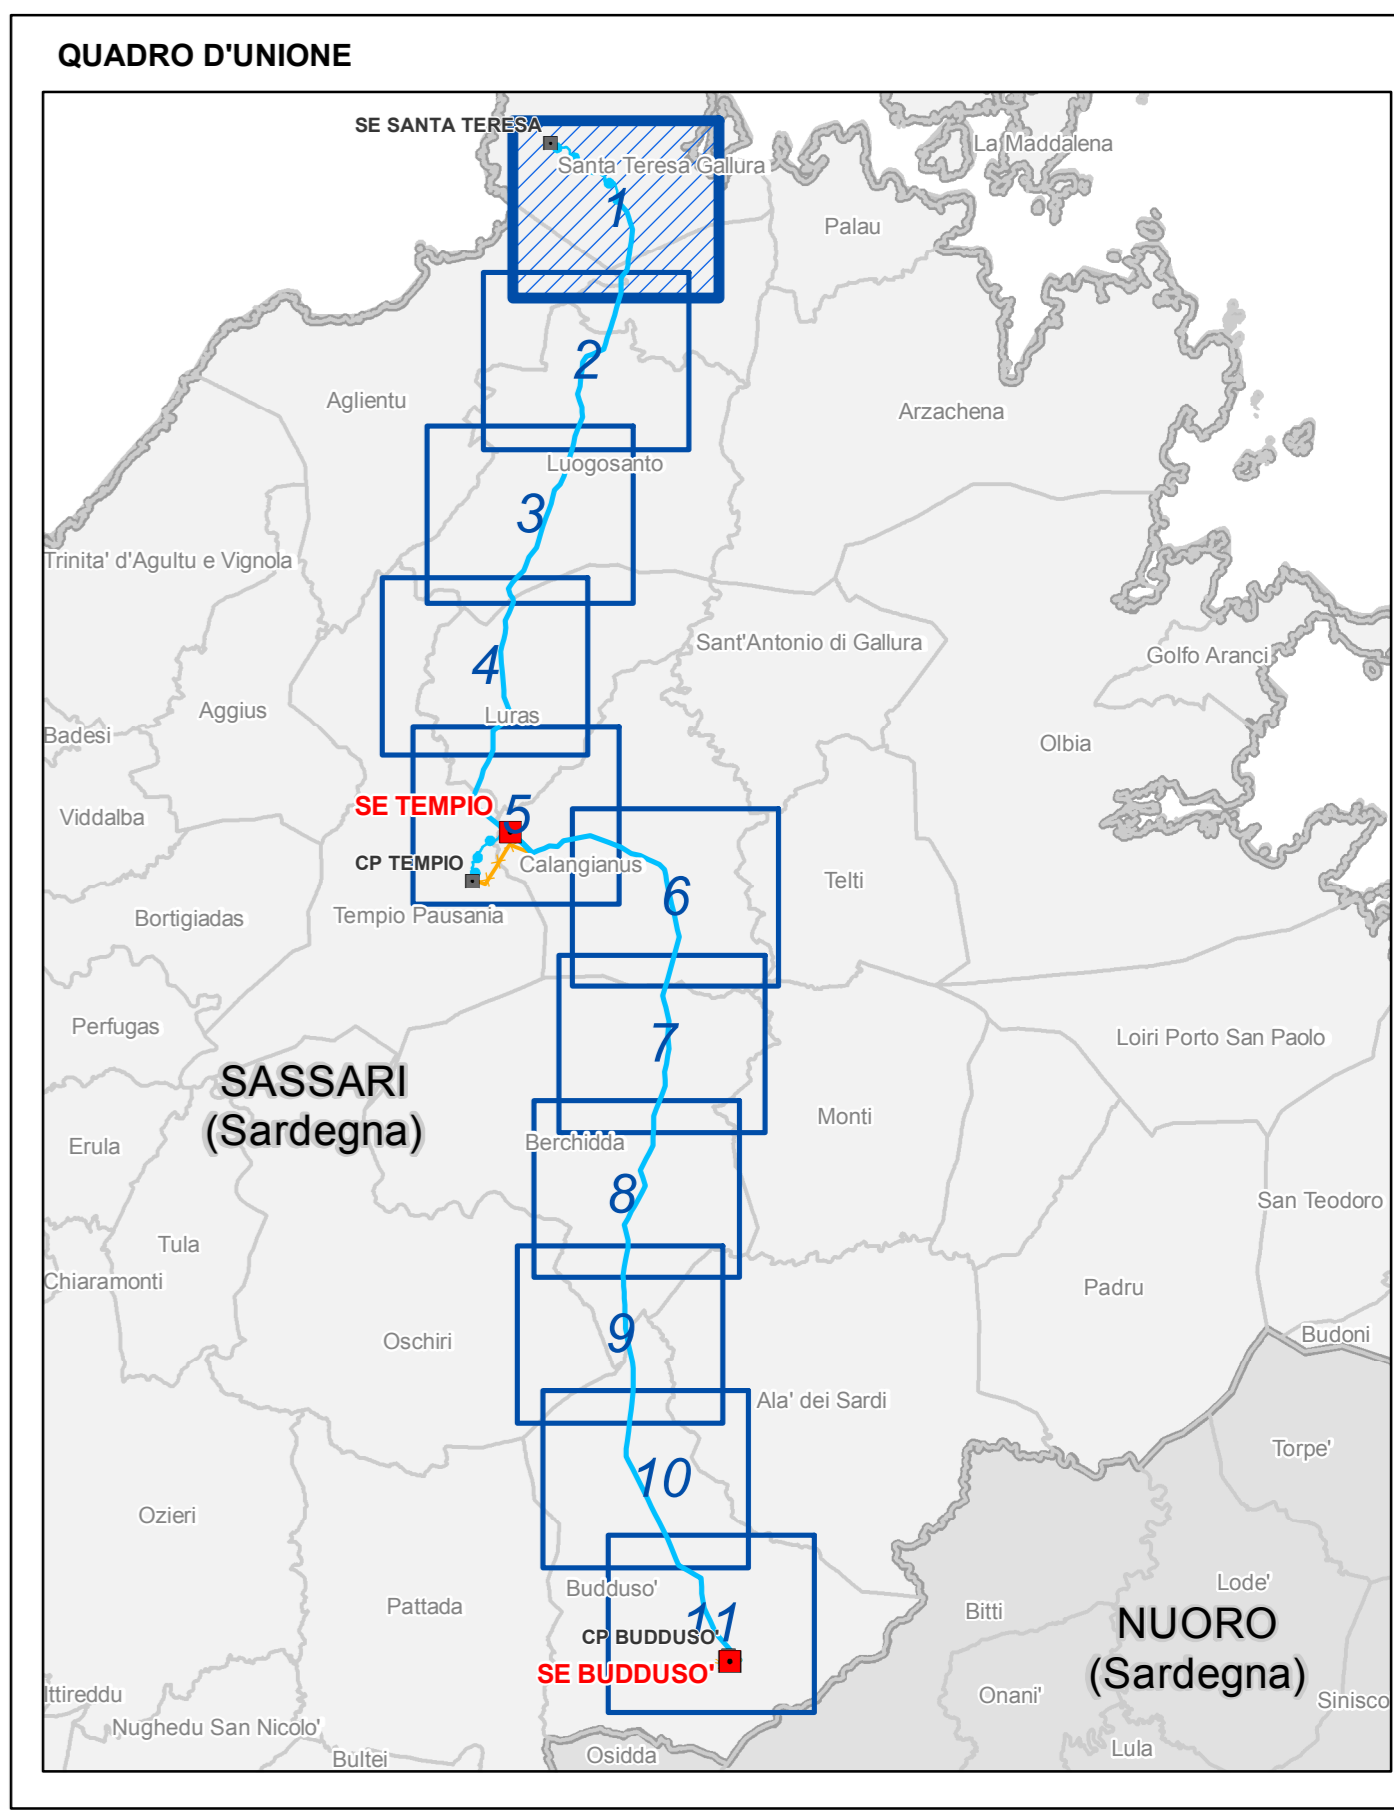 QUADRO D'UNIONE
SE SANTA TERESA
La Maddalena
Santa Teresa Gallura
1
Palau
2
Aglientu
Arzachena
Luogosanto
3
Trinita' d'Agultu e Vignola
Sant'Antonio di Gallura
Golfo Aranci
4
Aggius
Luras
Badesi
Olbia
SE TEMPIO
5
Viddalba
CP TEMPIO
Calangianus
Telti
6
Tempio Pausania
Bortigiadas
Perfugas
Loiri Porto San Paolo
7
SASSARI
(Sardegna)
Monti
Erula
Berchidda
8
San Teodoro
Tula
Chiaramonti
Padru
9
Oschiri
Budoni
Ala' dei Sardi
Torpe'
10
Ozieri
Lode'
Budduso'
Pattada
Bitti
11
NUORO
(Sardegna)
CP BUDDUSO'
SE BUDDUSO'
Ittireddu
Onani'
Sinisco
Nughedu San Nicolo'
Lula
Osidda
Bultei